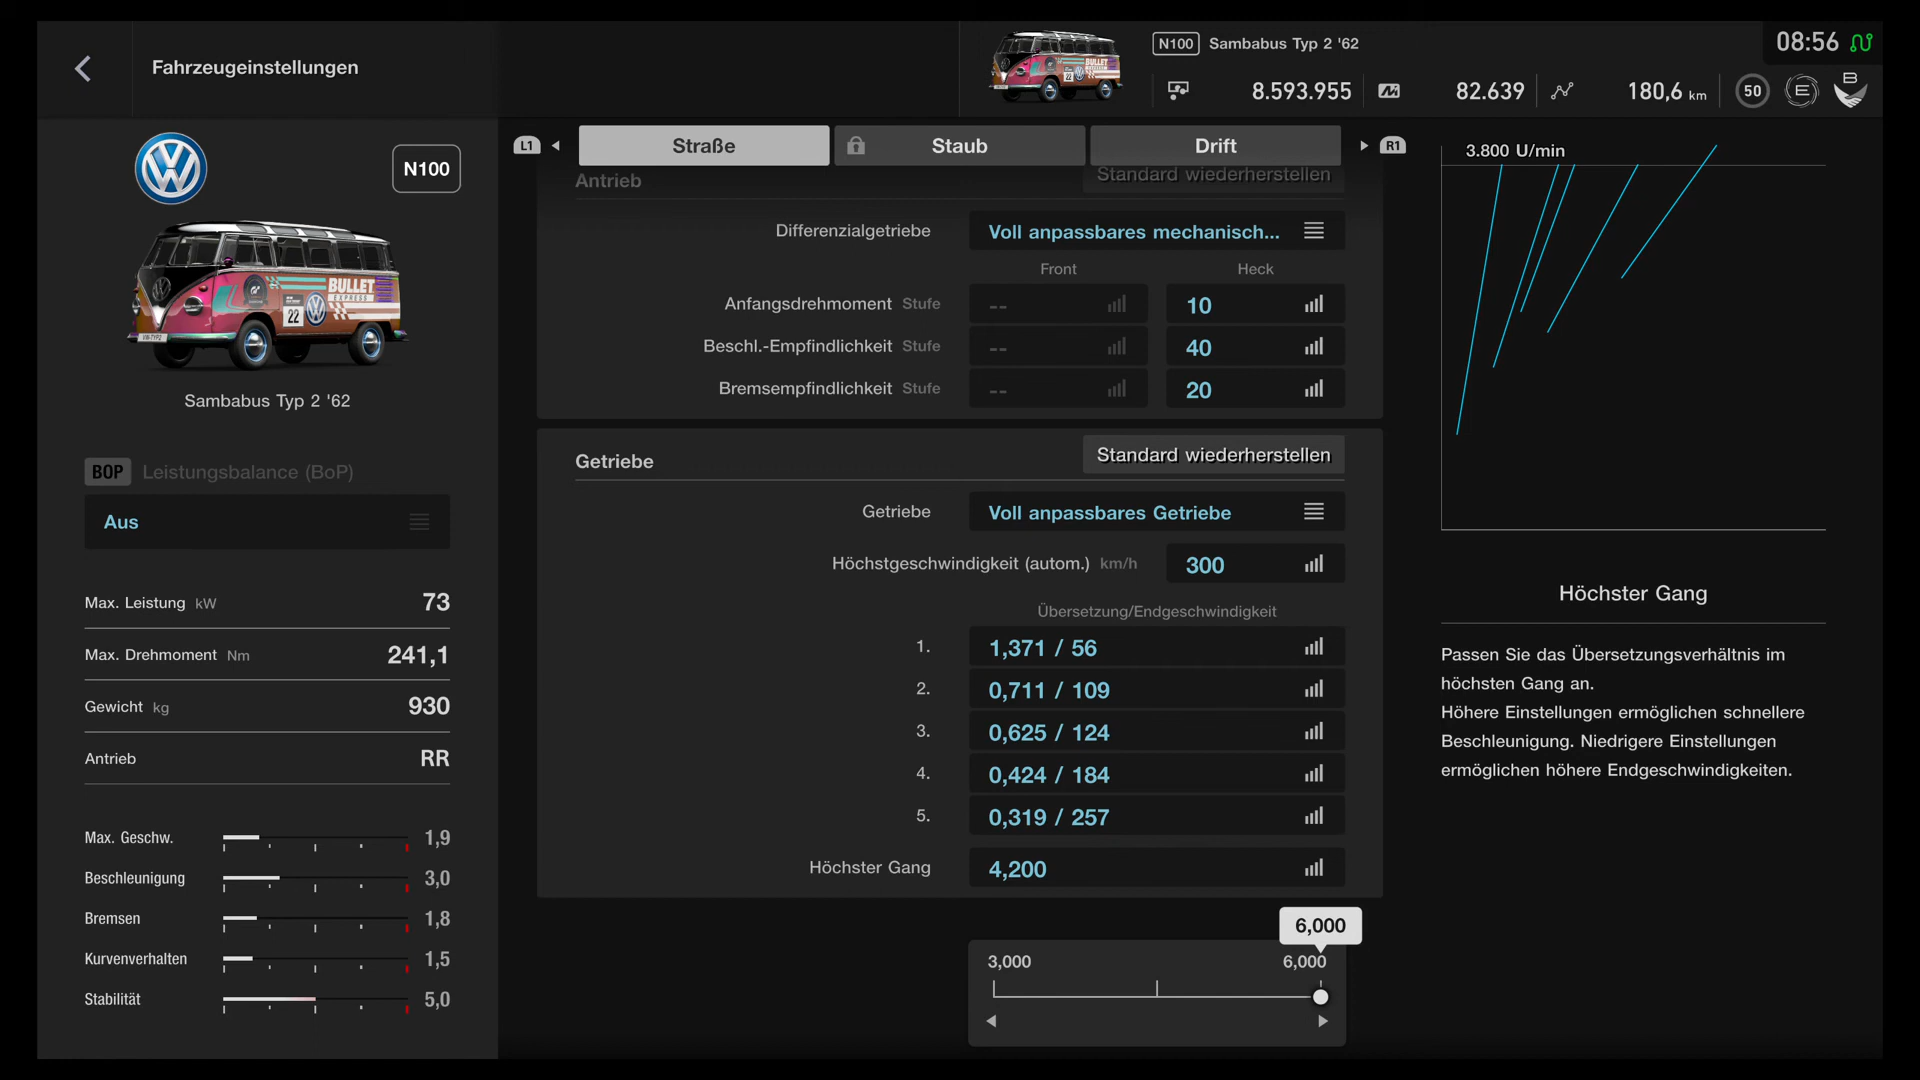 Fahrzeugeinstellungen
N100 Sambabus Typ 2 '62
8.593.955 82.639 180,6 km 50 E B
08:56
N100
BULLET
EXPRESS
22
Sambabus Typ 2 '62
BOP Leistungsbalance (BoP)
Aus
Max. Leistung kW 73
Max. Drehmoment Nm 241,1
Gewicht kg 930
Antrieb RR
Max. Geschw. 1,9
Beschleunigung 3,0
Bremsen 1,8
Kurvenverhalten 1,5
Stabilität 5,0
L1 Straße Staub Drift R1
Antrieb Standard wiederherstellen
Differenzialgetriebe Voll anpassbares mechanisch...
Front Heck
Anfangsdrehmoment Stufe -- 10
Beschl.-Empfindlichkeit Stufe -- 40
Bremsempfindlichkeit Stufe -- 20
Getriebe Standard wiederherstellen
Getriebe Voll anpassbares Getriebe
Höchstgeschwindigkeit (autom.) km/h 300
Übersetzung/Endgeschwindigkeit
1. 1,371 / 56
2. 0,711 / 109
3. 0,625 / 124
4. 0,424 / 184
5. 0,319 / 257
Höchster Gang 4,200
6,000
3,000 6,000
3.800 U/min
Höchster Gang
Passen Sie das Übersetzungsverhältnis im
höchsten Gang an.
Höhere Einstellungen ermöglichen schnellere
Beschleunigung. Niedrigere Einstellungen
ermöglichen höhere Endgeschwindigkeiten.